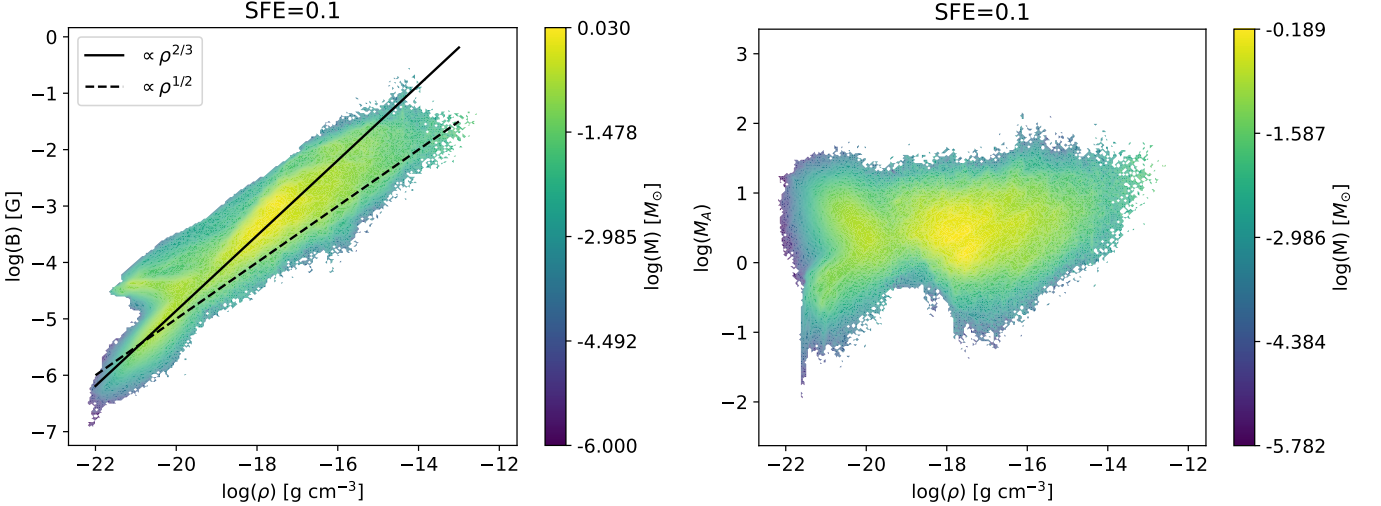 SFE=0.1
log(B) [G]
0
−1
−2
−3
−4
−5
−6
−7
∝ ρ^{2/3}
∝ ρ^{1/2}
−22 −20 −18 −16 −14 −12
log(ρ) [g cm⁻³]
0.030
-1.478
-2.985
-4.492
-6.000
log(M) [M⊙]
SFE=0.1
log(M_A)
3
2
1
0
−1
−2
−22 −20 −18 −16 −14 −12
log(ρ) [g cm⁻³]
-0.189
-1.587
-2.986
-4.384
-5.782
log(M) [M⊙]